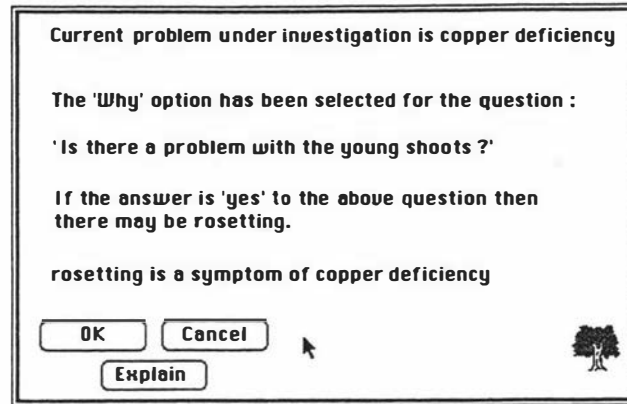 Current problem under investigation is copper deficiency
The 'Why' option has been selected for the question :
'Is there a problem with the young shoots ?'
If the answer is 'yes' to the above question then
there may be rosetting.
rosetting is a symptom of copper deficiency
OK Cancel
Explain